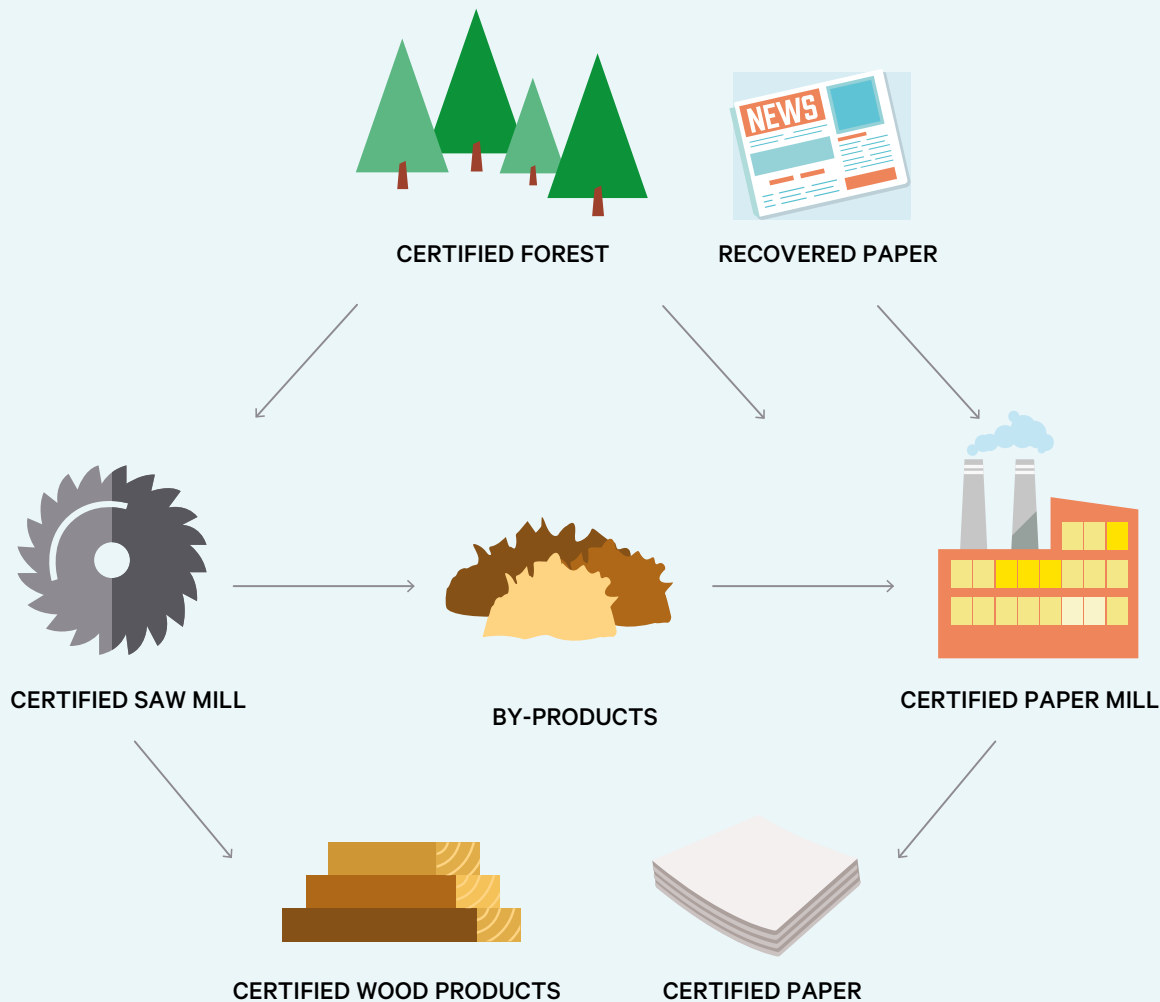 NEWS
CERTIFIED FOREST
RECOVERED PAPER
CERTIFIED SAW MILL
BY-PRODUCTS
CERTIFIED PAPER MILL
CERTIFIED WOOD PRODUCTS
CERTIFIED PAPER